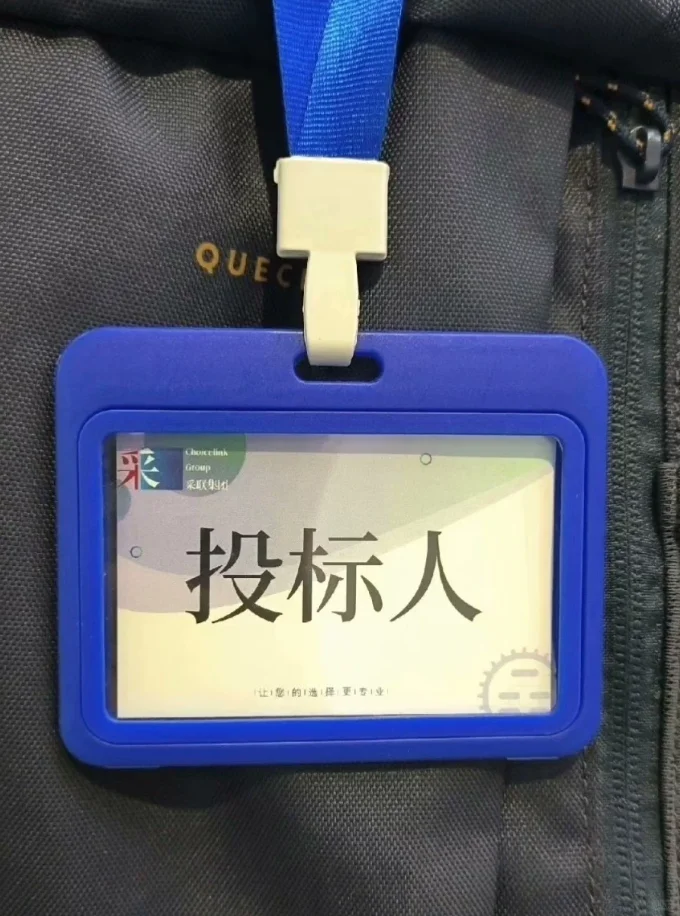 QUEC
采
Choicelink
Group
采联集团
投标人
让您的选择更专业